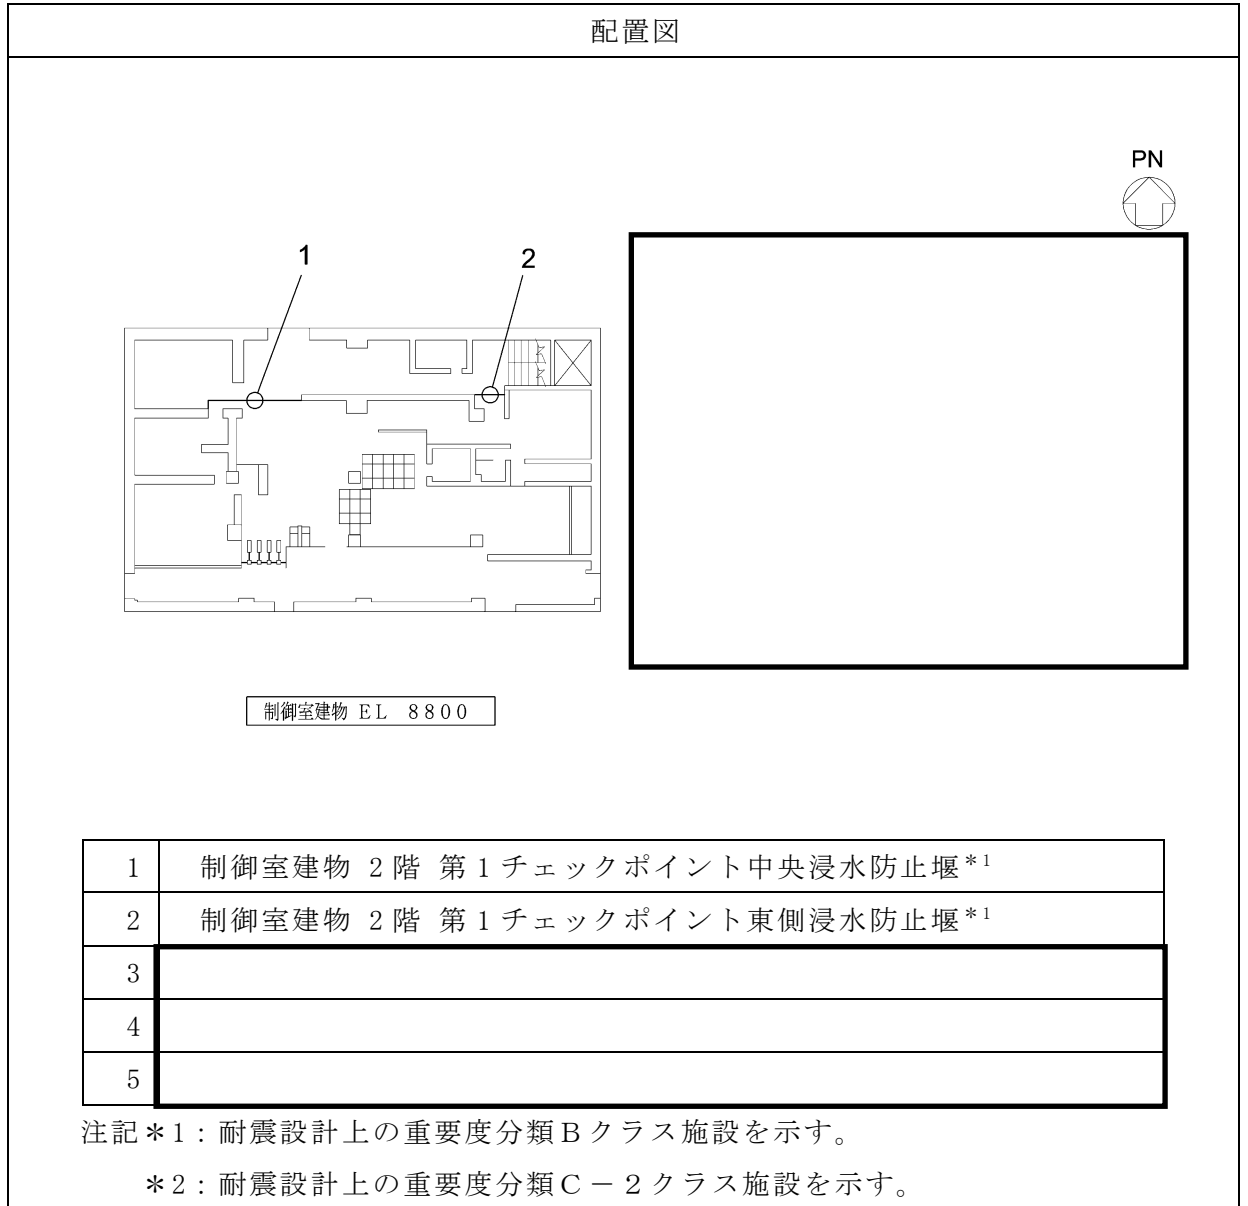 配置図
PN
1
2
制御室建物 EL 8800
1 制御室建物 2階 第1チェックポイント中央浸水防止堰*1
2 制御室建物 2階 第1チェックポイント東側浸水防止堰*1
3
4
5
注記*1:耐震設計上の重要度分類Bクラス施設を示す。
*2:耐震設計上の重要度分類C-2クラス施設を示す。